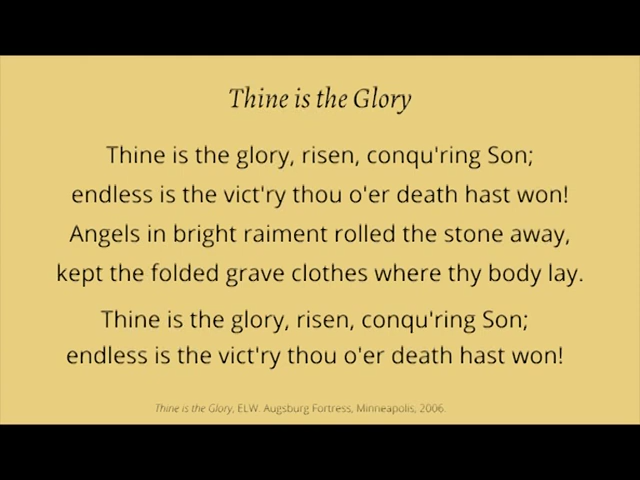 Thine is the Glory
Thine is the glory, risen, conqu'ring Son;
endless is the vict'ry thou o'er death hast won!
Angels in bright raiment rolled the stone away,
kept the folded grave clothes where thy body lay.
Thine is the glory, risen, conqu'ring Son;
endless is the vict'ry thou o'er death hast won!
Thine is the Glory, ELW. Augsburg Fortress, Minneapolis, 2006.